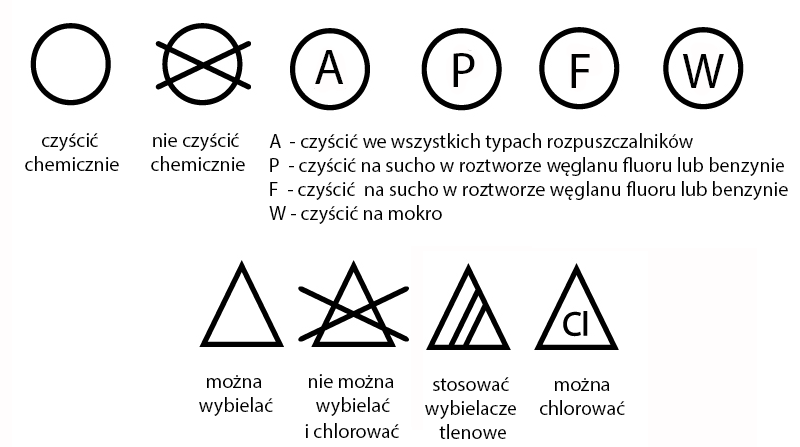 A P F W
czyścić
chemicznie
nie czyścić
chemicznie
A - czyścić we wszystkich typach rozpuszczalników
P - czyścić na sucho w roztworze węglanu fluoru lub benzynie
F - czyścić na sucho w roztworze węglanu fluoru lub benzynie
W - czyścić na mokro
Cl
można
wybielać
nie można
wybielać
i chlorować
stosować
wybielacze
tlenowe
można
chlorować